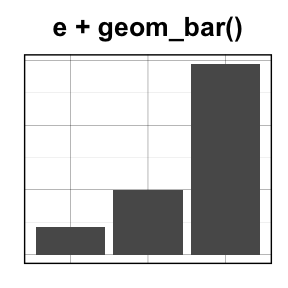 e + geom_bar()